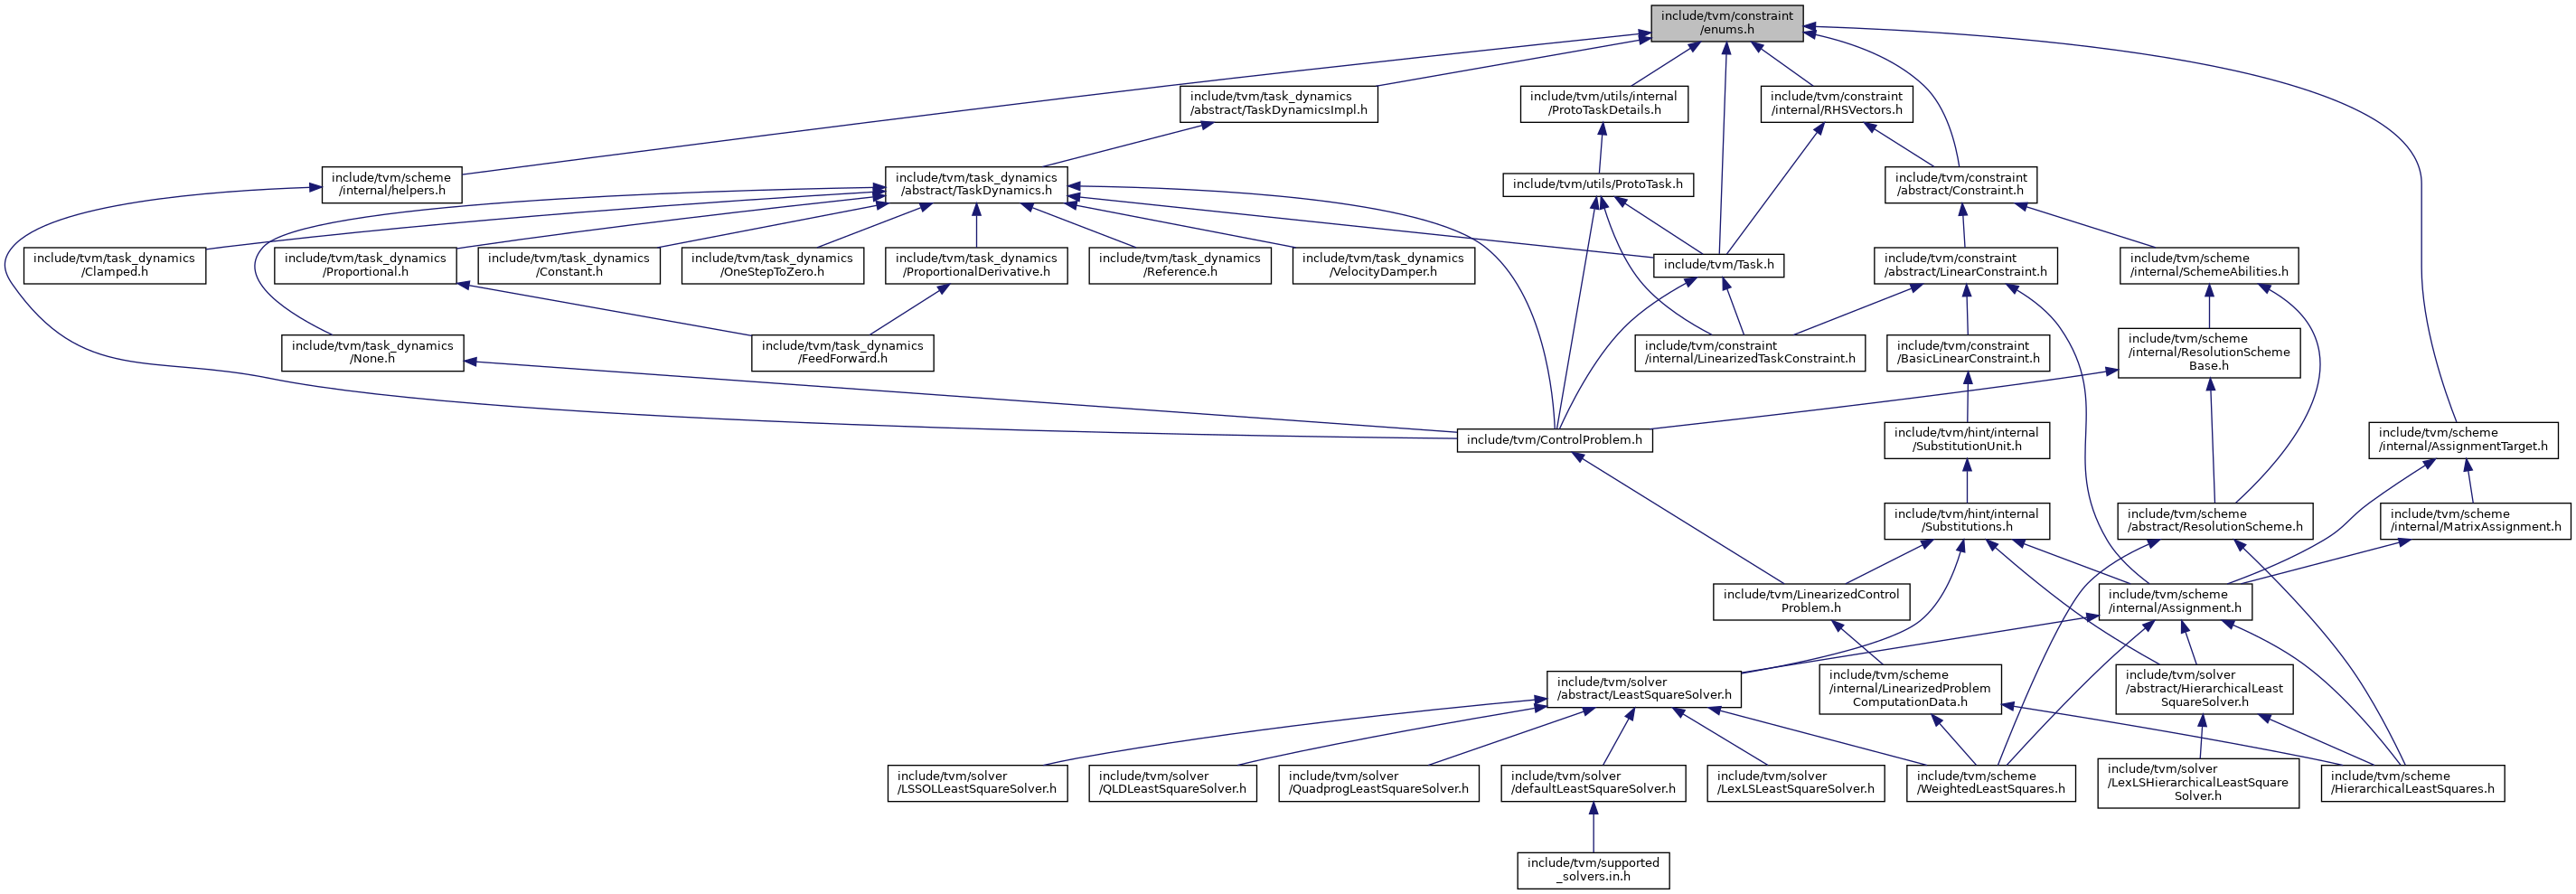 include/tvm/constraint
/enums.h
include/tvm/task_dynamics
/abstract/TaskDynamicsImpl.h
include/tvm/utils/internal
/ProtoTaskDetails.h
include/tvm/constraint
/internal/RHSVectors.h
include/tvm/scheme
/internal/helpers.h
include/tvm/task_dynamics
/abstract/TaskDynamics.h
include/tvm/utils/ProtoTask.h
include/tvm/constraint
/abstract/Constraint.h
include/tvm/task_dynamics
/Clamped.h
include/tvm/task_dynamics
/Proportional.h
include/tvm/task_dynamics
/Constant.h
include/tvm/task_dynamics
/OneStepToZero.h
include/tvm/task_dynamics
/ProportionalDerivative.h
include/tvm/task_dynamics
/Reference.h
include/tvm/task_dynamics
/VelocityDamper.h
include/tvm/Task.h
include/tvm/constraint
/abstract/LinearConstraint.h
include/tvm/scheme
/internal/SchemeAbilities.h
include/tvm/task_dynamics
/None.h
include/tvm/task_dynamics
/FeedForward.h
include/tvm/constraint
/internal/LinearizedTaskConstraint.h
include/tvm/constraint
/BasicLinearConstraint.h
include/tvm/scheme
/internal/ResolutionScheme
Base.h
include/tvm/ControlProblem.h
include/tvm/hint/internal
/SubstitutionUnit.h
include/tvm/scheme
/internal/AssignmentTarget.h
include/tvm/hint/internal
/Substitutions.h
include/tvm/scheme
/abstract/ResolutionScheme.h
include/tvm/scheme
/internal/MatrixAssignment.h
include/tvm/LinearizedControl
Problem.h
include/tvm/scheme
/internal/Assignment.h
include/tvm/solver
/abstract/LeastSquareSolver.h
include/tvm/scheme
/internal/LinearizedProblem
ComputationData.h
include/tvm/solver
/abstract/HierarchicalLeast
SquareSolver.h
include/tvm/solver
/LSSOLLeastSquareSolver.h
include/tvm/solver
/QLDLeastSquareSolver.h
include/tvm/solver
/QuadprogLeastSquareSolver.h
include/tvm/solver
/defaultLeastSquareSolver.h
include/tvm/solver
/LexLSLeastSquareSolver.h
include/tvm/scheme
/WeightedLeastSquares.h
include/tvm/solver
/LexLSHierarchicalLeastSquare
Solver.h
include/tvm/scheme
/HierarchicalLeastSquares.h
include/tvm/supported
_solvers.in.h